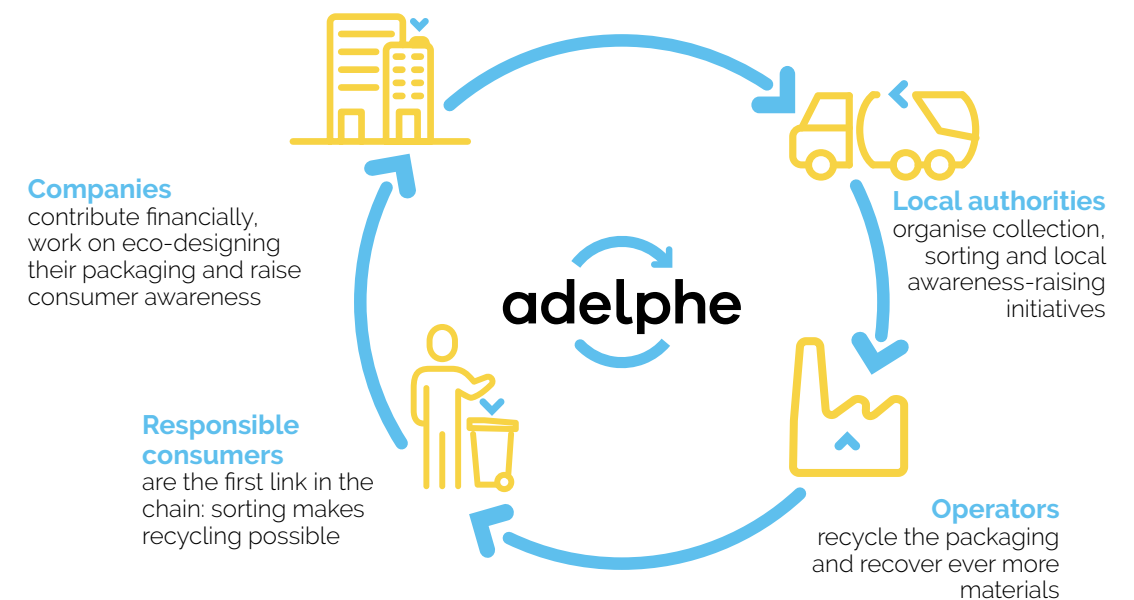 Companies
contribute financially,
work on eco-designing
their packaging and raise
consumer awareness
Local authorities
organise collection,
sorting and local
awareness-raising
initiatives
adelphe
Responsible
consumers
are the first link in the
chain: sorting makes
recycling possible
Operators
recycle the packaging
and recover ever more
materials